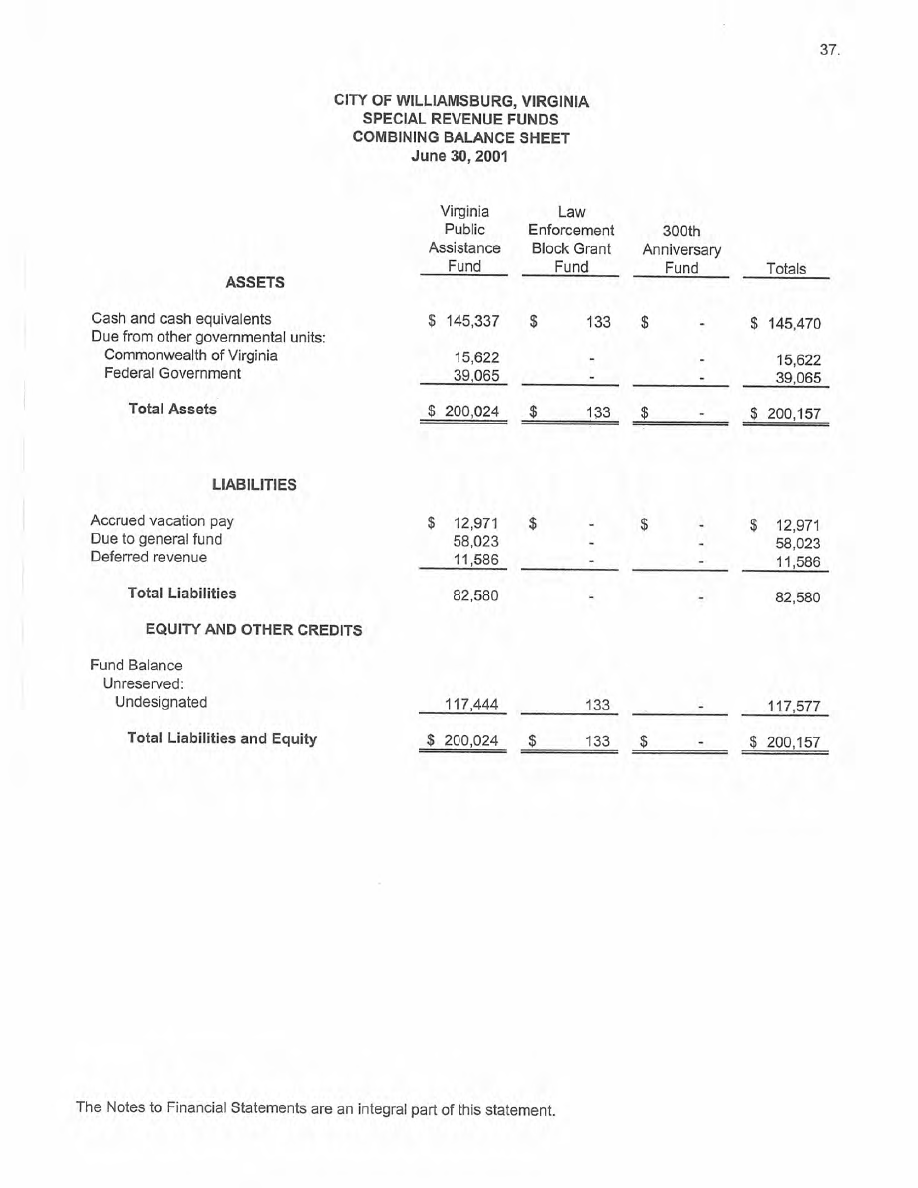 37.
CITY OF WILLIAMSBURG, VIRGINIA
SPECIAL REVENUE FUNDS
COMBINING BALANCE SHEET
June 30, 2001
Virginia Law
Public Enforcement 300th
Assistance Block Grant Anniversary
Fund Fund Fund Totals
ASSETS
Cash and cash equivalents $ 145,337 $ 133 $ - $ 145,470
Due from other governmental units:
Commonwealth of Virginia 15,622 - - 15,622
Federal Government 39,065 - - 39,065
Total Assets $ 200,024 $ 133 $ - $ 200,157
LIABILITIES
Accrued vacation pay $ 12,971 $ - $ - $ 12,971
Due to general fund 58,023 - - 58,023
Deferred revenue 11,586 - - 11,586
Total Liabilities 82,580 - - 82,580
EQUITY AND OTHER CREDITS
Fund Balance
Unreserved:
Undesignated 117,444 133 - 117,577
Total Liabilities and Equity $ 200,024 $ 133 $ - $ 200,157
The Notes to Financial Statements are an integral part of this statement.